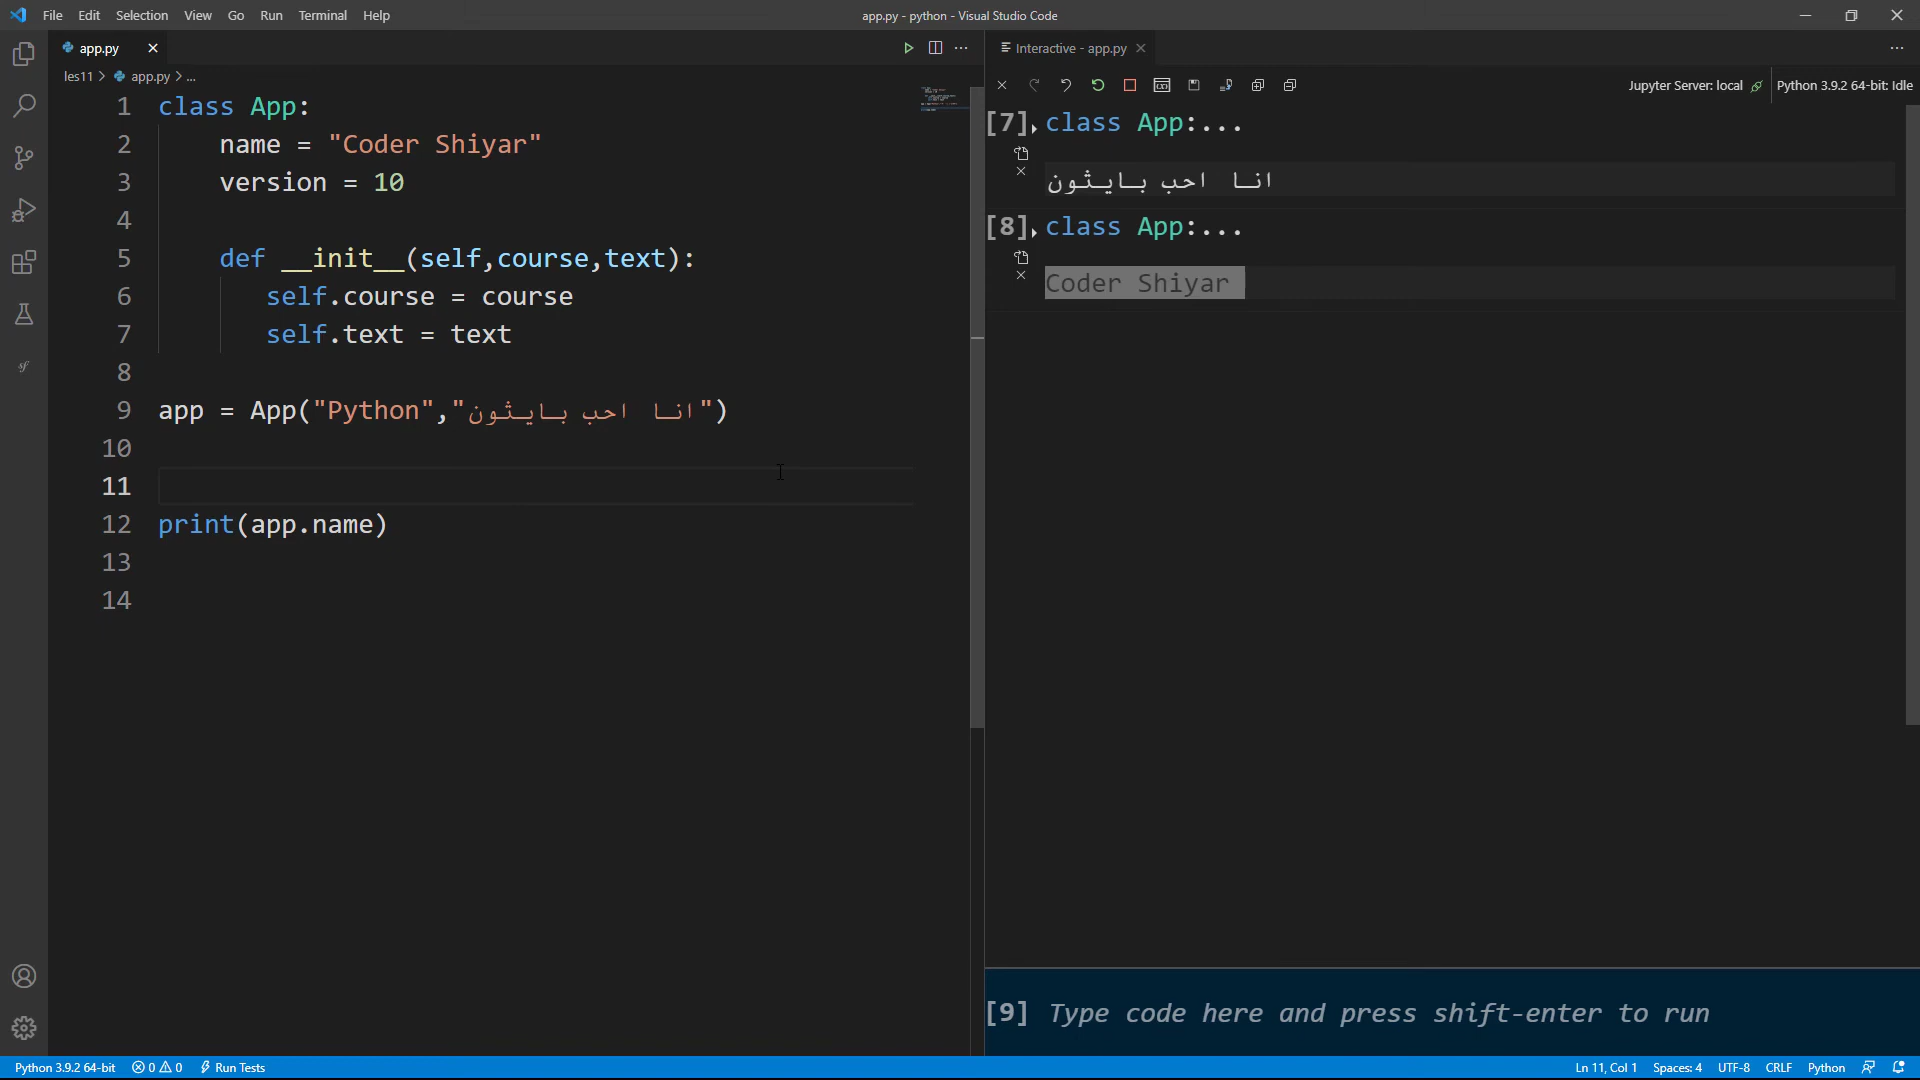 File Edit Selection View Go Run Terminal Help
app.py - python - Visual Studio Code
app.py
les11 > app.py > ...
1 class App:
2     name = "Coder Shiyar"
3     version = 10
4
5     def __init__(self,course,text):
6        self.course = course
7        self.text = text
8
9 app = App("Python","انا احب بايثون")
10
11
12 print(app.name)
13
14
Interactive - app.py
Jupyter Server: local
Python 3.9.2 64-bit: Idle
[7] class App:...
انا احب بايثون
[8] class App:...
Coder Shiyar
[9] Type code here and press shift-enter to run
Python 3.9.2 64-bit 0 0 Run Tests
Ln 11, Col 1 Spaces: 4 UTF-8 CRLF Python